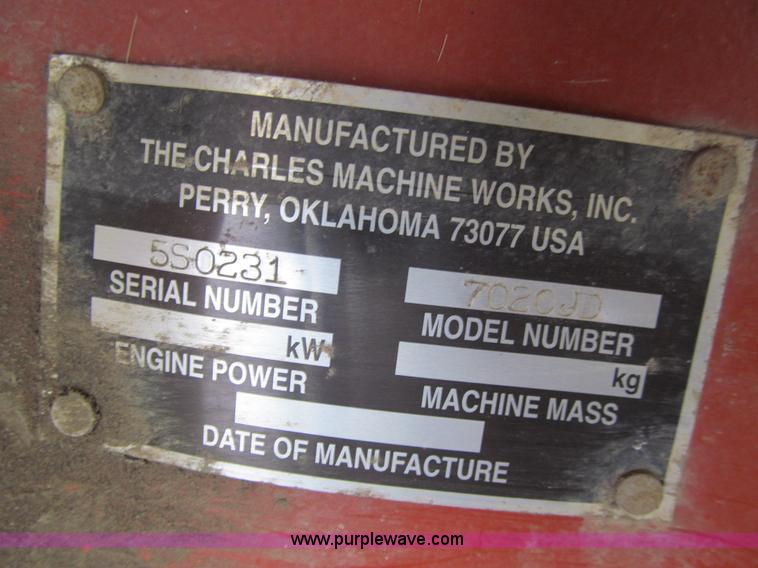 MANUFACTURED BY
THE CHARLES MACHINE WORKS, INC.
PERRY, OKLAHOMA 73077 USA
5S0231
SERIAL NUMBER
7020JD
MODEL NUMBER
kW
ENGINE POWER
kg
MACHINE MASS
DATE OF MANUFACTURE
www.purplewave.com